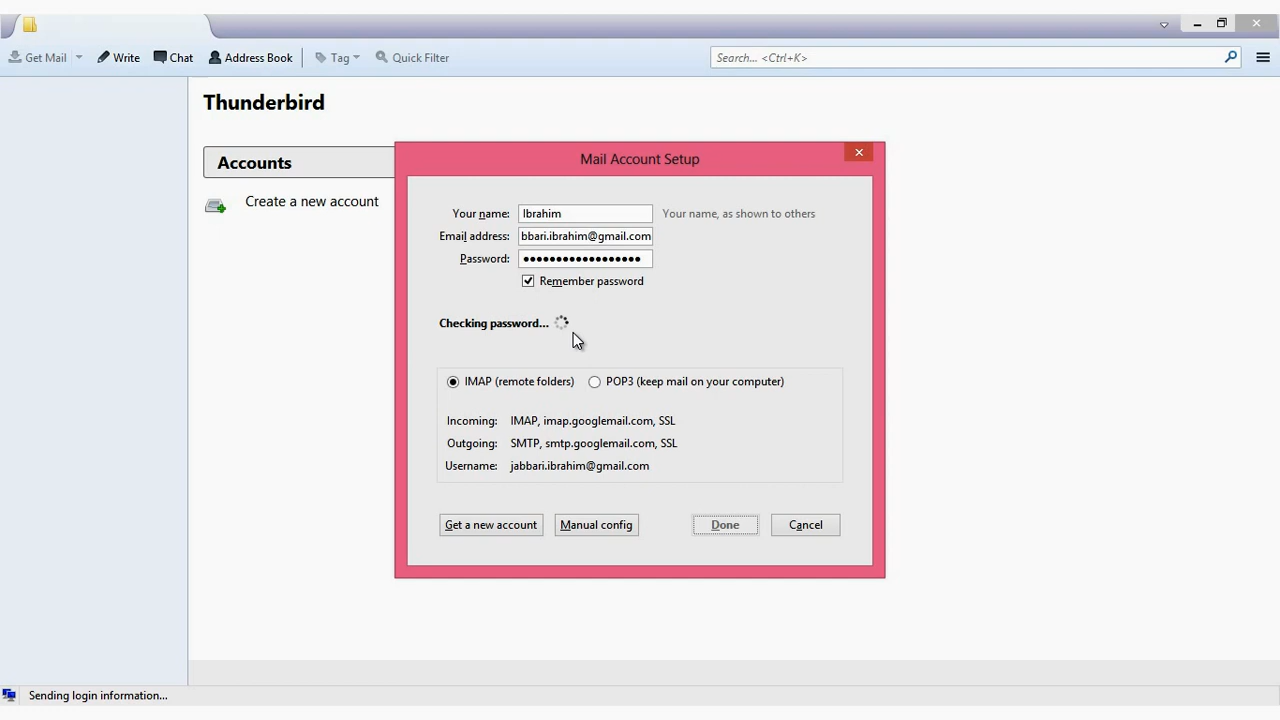 Get Mail Write Chat Address Book Tag Quick Filter Search... <Ctrl+K>
Thunderbird
Accounts
Create a new account
Mail Account Setup
Your name: Ibrahim Your name, as shown to others
Email address: bbari.ibrahim@gmail.com
Password: ••••••••••••••••••
Remember password
Checking password...
IMAP (remote folders) POP3 (keep mail on your computer)
Incoming: IMAP, imap.googlemail.com, SSL
Outgoing: SMTP, smtp.googlemail.com, SSL
Username: jabbari.ibrahim@gmail.com
Get a new account Manual config Done Cancel
Sending login information...